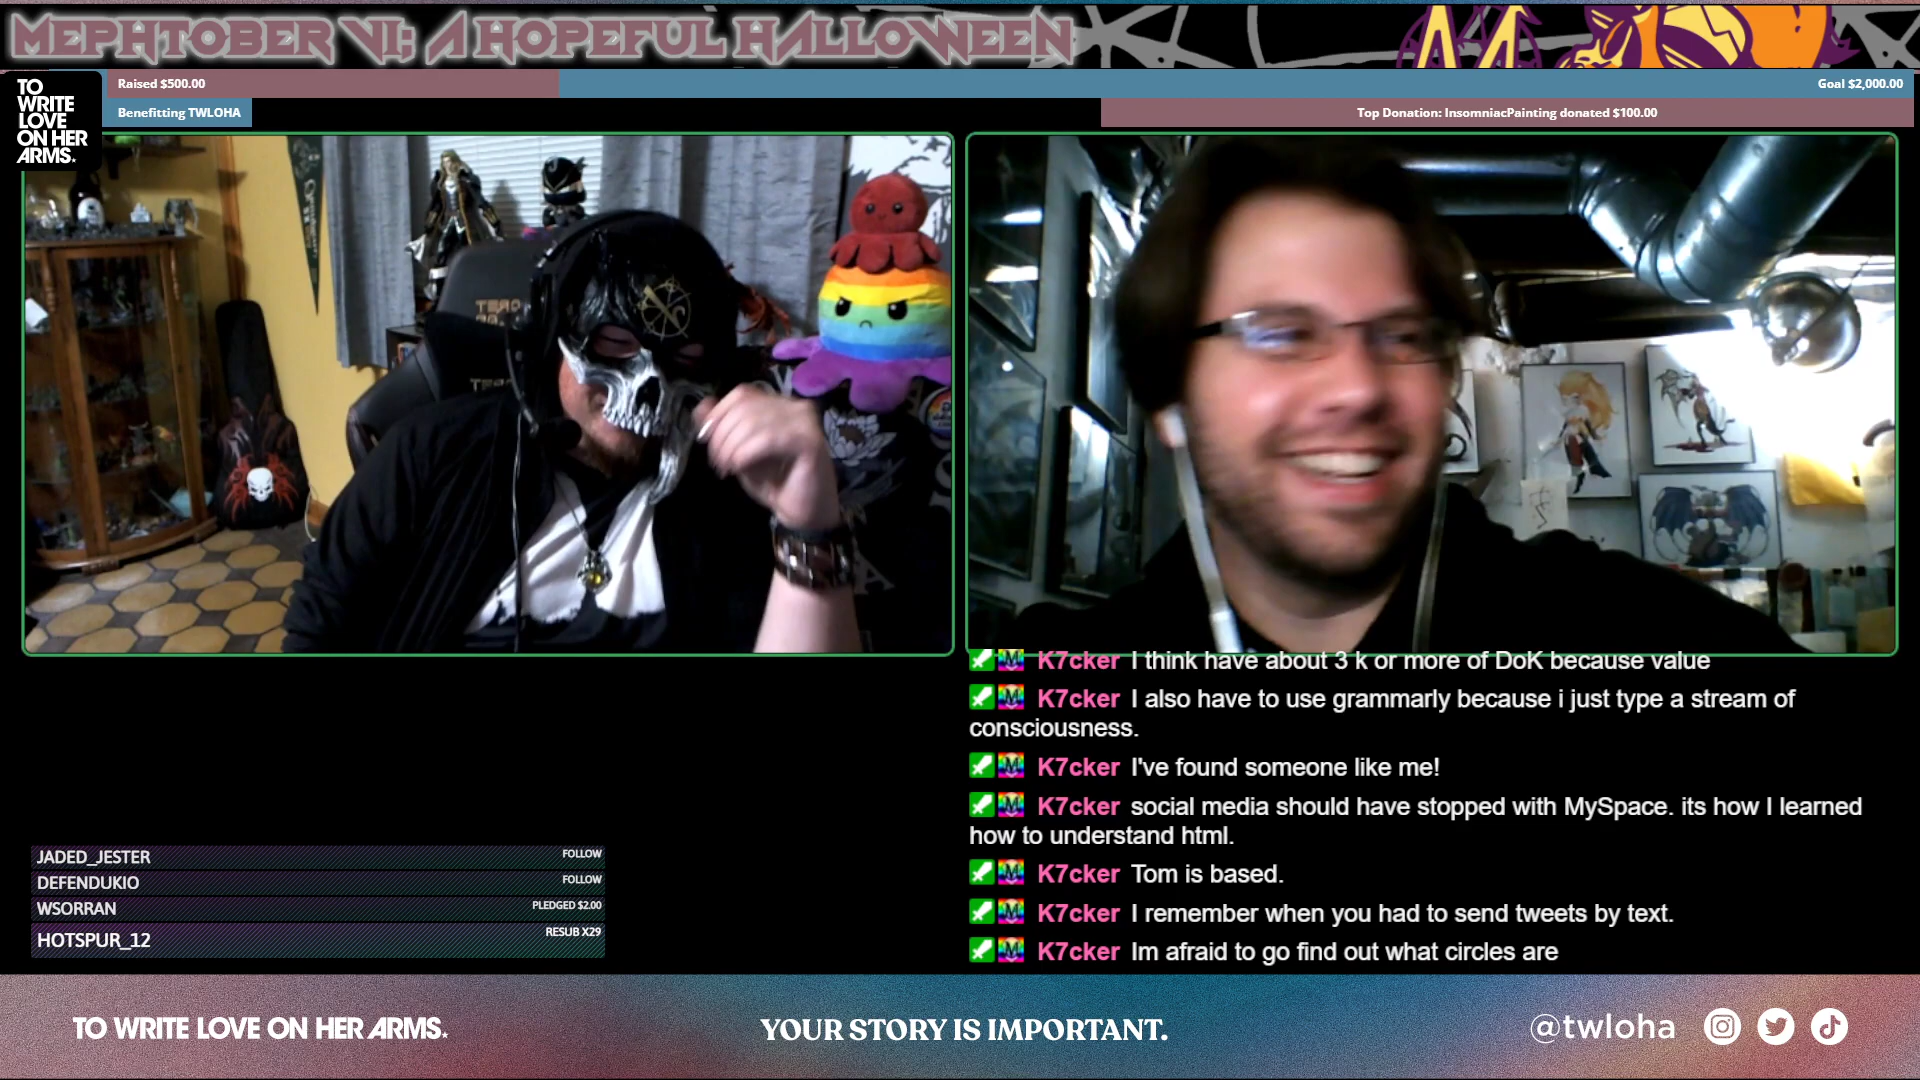 MEPHTOBER VI: A HOPEFUL HALLOWEEN
TO
WRITE
LOVE
ON HER
ARMS.
Raised $500.00
Goal $2,000.00
Benefitting TWLOHA
Top Donation: InsomniacPainting donated $100.00
K7cker I think have about 3 k or more of DoK because value
K7cker I also have to use grammarly because i just type a stream of
consciousness.
K7cker I've found someone like me!
K7cker social media should have stopped with MySpace. its how I learned
how to understand html.
K7cker Tom is based.
K7cker I remember when you had to send tweets by text.
K7cker Im afraid to go find out what circles are
JADED_JESTER FOLLOW
DEFENDUKIO FOLLOW
WSORRAN PLEDGED $2.00
HOTSPUR_12 RESUB X29
TO WRITE LOVE ON HER ARMS.
YOUR STORY IS IMPORTANT.
@twloha